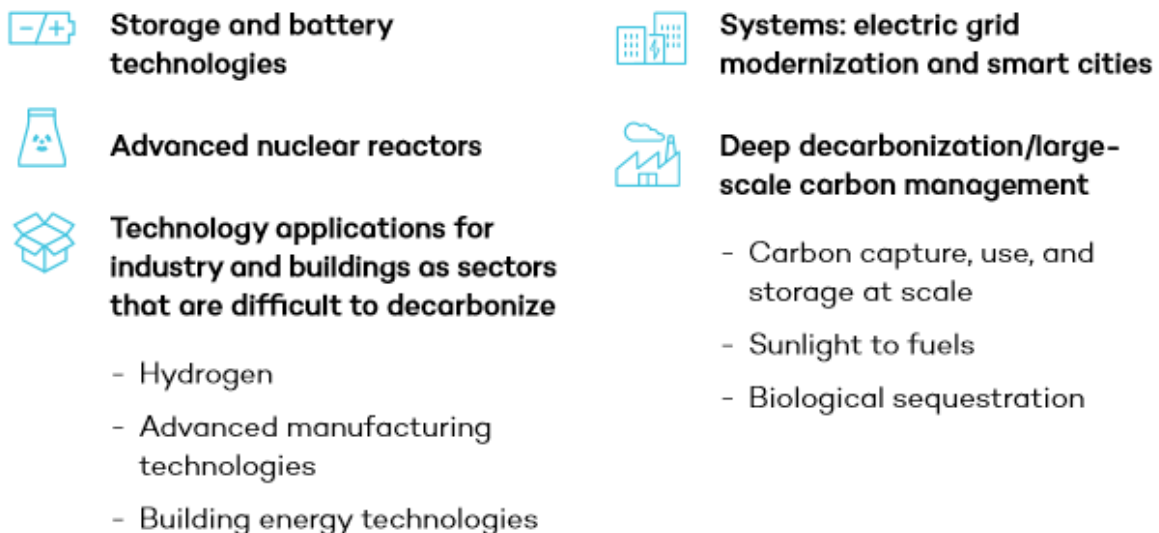 Storage and battery
technologies
Advanced nuclear reactors
Technology applications for
industry and buildings as sectors
that are difficult to decarbonize
- Hydrogen
- Advanced manufacturing
technologies
- Building energy technologies
Systems: electric grid
modernization and smart cities
Deep decarbonization/large-
scale carbon management
- Carbon capture, use, and
storage at scale
- Sunlight to fuels
- Biological sequestration